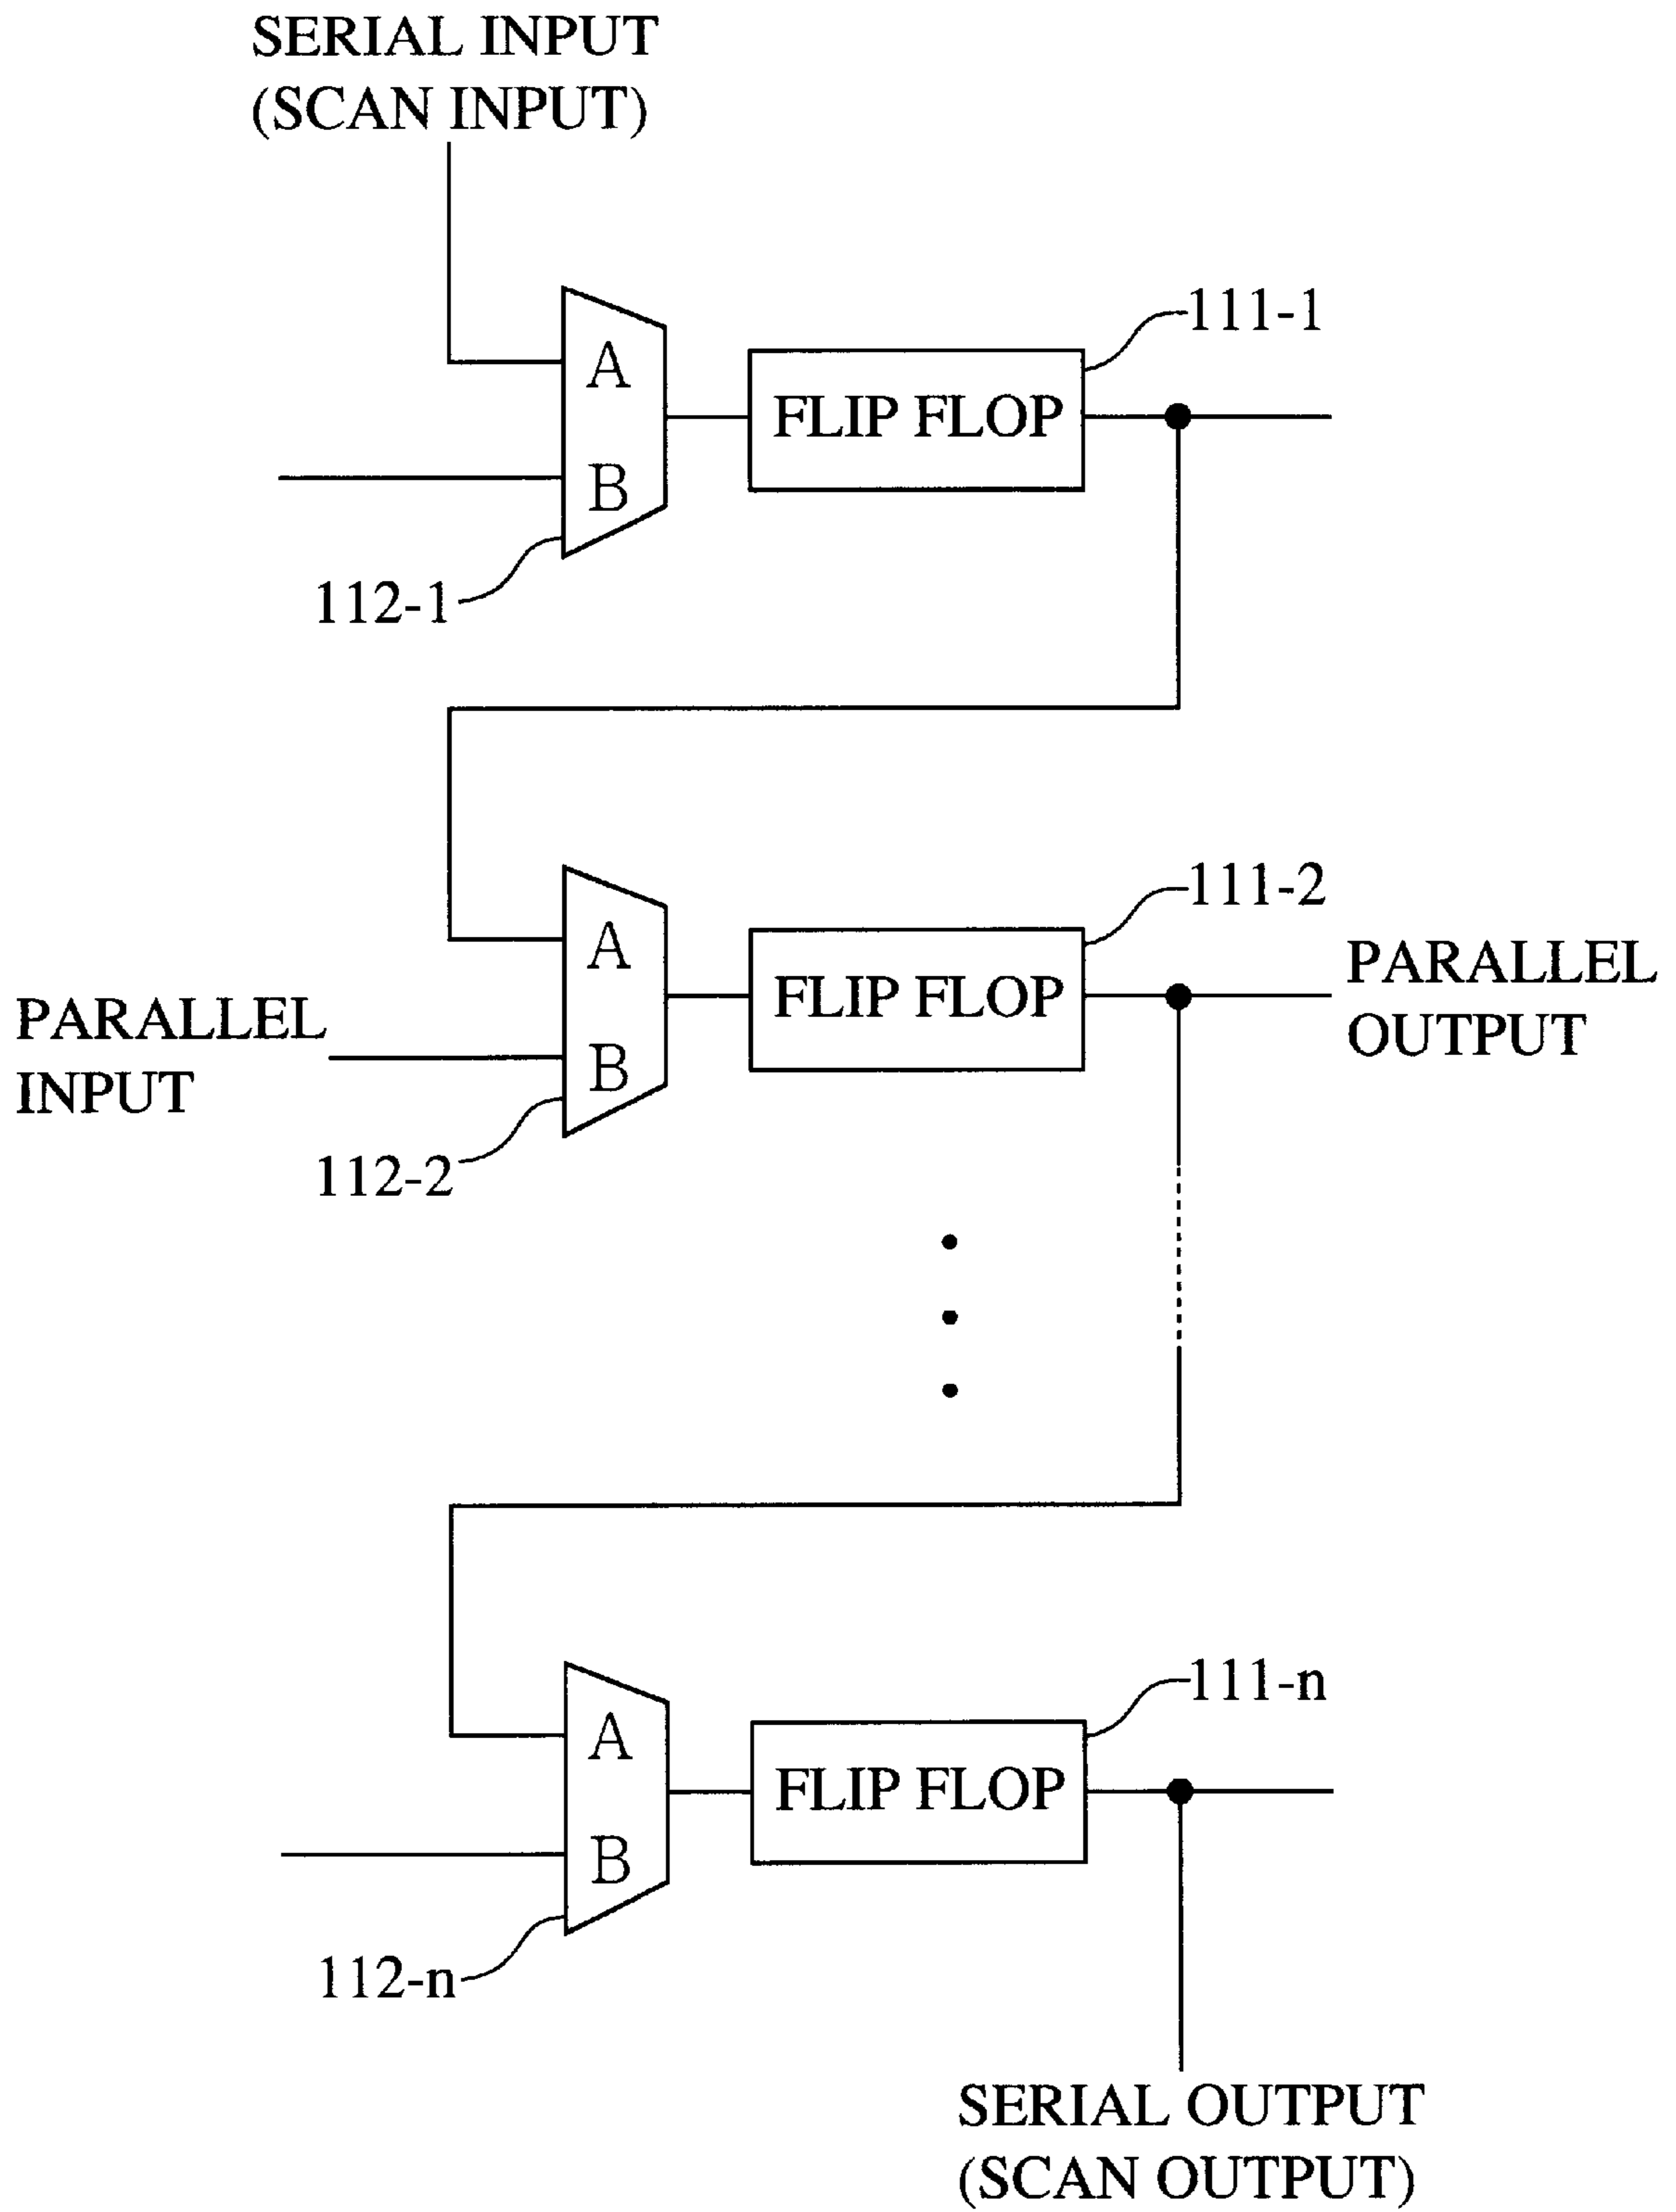 SERIAL INPUT
(SCAN INPUT)
111-1
A
FLIP FLOP
B
112-1
111-2
A
FLIP FLOP
PARALLEL
OUTPUT
PARALLEL
INPUT
B
112-2
111-n
A
FLIP FLOP
B
112-n
SERIAL OUTPUT
(SCAN OUTPUT)